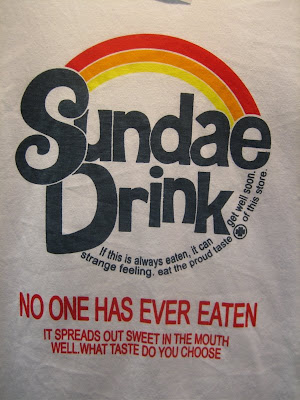 Sundae
Drink
If this is always eaten, it can get well soon.
strange feeling. eat the proud taste of this store.
NO ONE HAS EVER EATEN
IT SPREADS OUT SWEET IN THE MOUTH
WELL.WHAT TASTE DO YOU CHOOSE